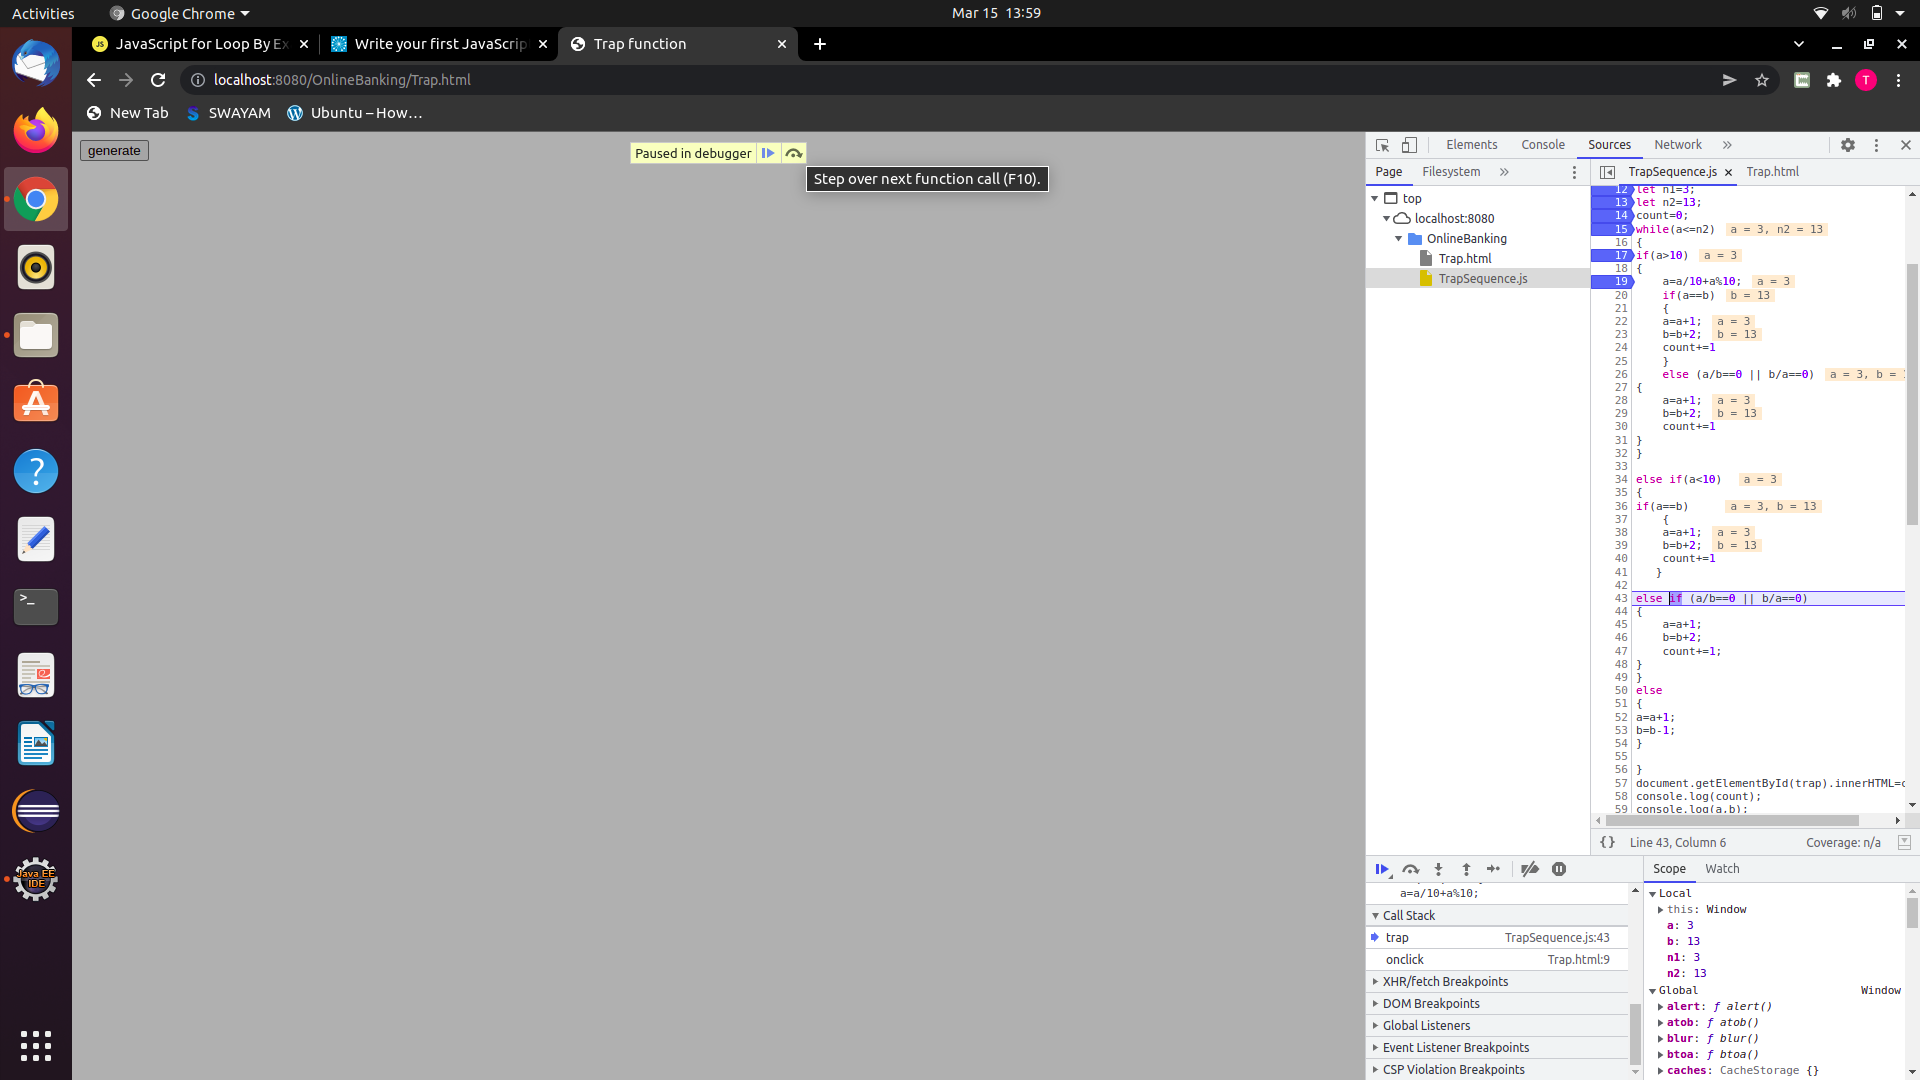 Activities
Google Chrome
Mar 15 13:59
JavaScript for Loop By Ex
Write your first JavaScrip
Trap function
localhost:8080/OnlineBanking/Trap.html
T
New Tab
SWAYAM
Ubuntu – How…
generate
Paused in debugger
Step over next function call (F10).
Elements
Console
Sources
Network
Page
Filesystem
TrapSequence.js
Trap.html
top
localhost:8080
OnlineBanking
Trap.html
TrapSequence.js
12 let n1=3;
13 let n2=13;
14 count=0;
15 while(a<=n2) a = 3, n2 = 13
16 {
17 if(a>10) a = 3
18 {
19 a=a/10+a%10; a = 3
20 if(a==b) b = 13
21 {
22 a=a+1; a = 3
23 b=b+2; b = 13
24 count+=1
25 }
26 else (a/b==0 || b/a==0) a = 3, b =
27 {
28 a=a+1; a = 3
29 b=b+2; b = 13
30 count+=1
31 }
32 }
33
34 else if(a<10) a = 3
35 {
36 if(a==b) a = 3, b = 13
37 {
38 a=a+1; a = 3
39 b=b+2; b = 13
40 count+=1
41 }
42
43 else if (a/b==0 || b/a==0)
44 {
45 a=a+1;
46 b=b+2;
47 count+=1;
48 }
49 }
50 else
51 {
52 a=a+1;
53 b=b-1;
54 }
55
56 }
57 document.getElementById(trap).innerHTML=c
58 console.log(count);
59 console.log(a,b);
{} Line 43, Column 6
Coverage: n/a
a=a/10+a%10;
Call Stack
trap TrapSequence.js:43
onclick Trap.html:9
XHR/fetch Breakpoints
DOM Breakpoints
Global Listeners
Event Listener Breakpoints
CSP Violation Breakpoints
Scope
Watch
Local
this: Window
a: 3
b: 13
n1: 3
n2: 13
Global Window
alert: ƒ alert()
atob: ƒ atob()
blur: ƒ blur()
btoa: ƒ btoa()
caches: CacheStorage {}
Java EE
IDE